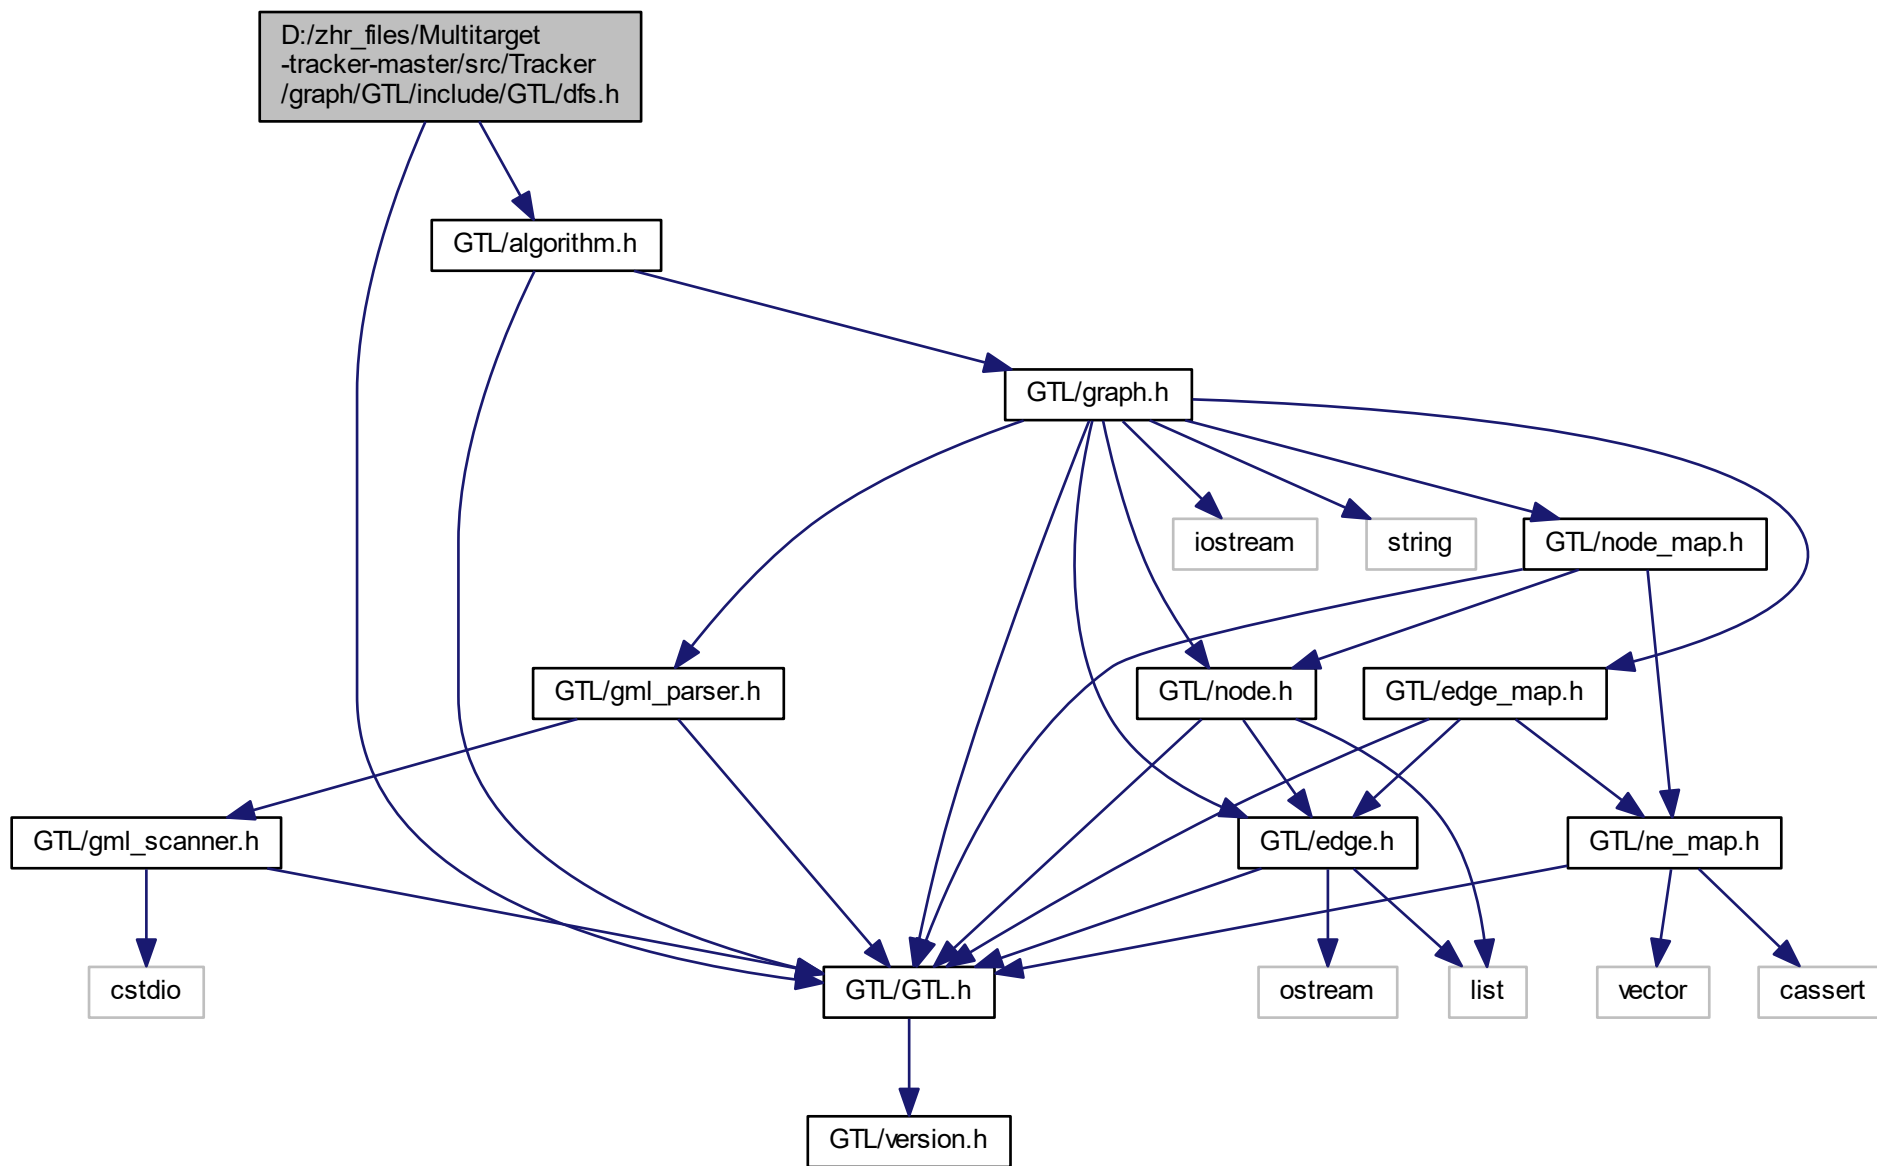 D:/zhr_files/Multitarget
-tracker-master/src/Tracker
/graph/GTL/include/GTL/dfs.h
GTL/algorithm.h
GTL/graph.h
iostream
string
GTL/node_map.h
GTL/gml_parser.h
GTL/node.h
GTL/edge_map.h
GTL/gml_scanner.h
GTL/edge.h
GTL/ne_map.h
cstdio
GTL/GTL.h
ostream
list
vector
cassert
GTL/version.h